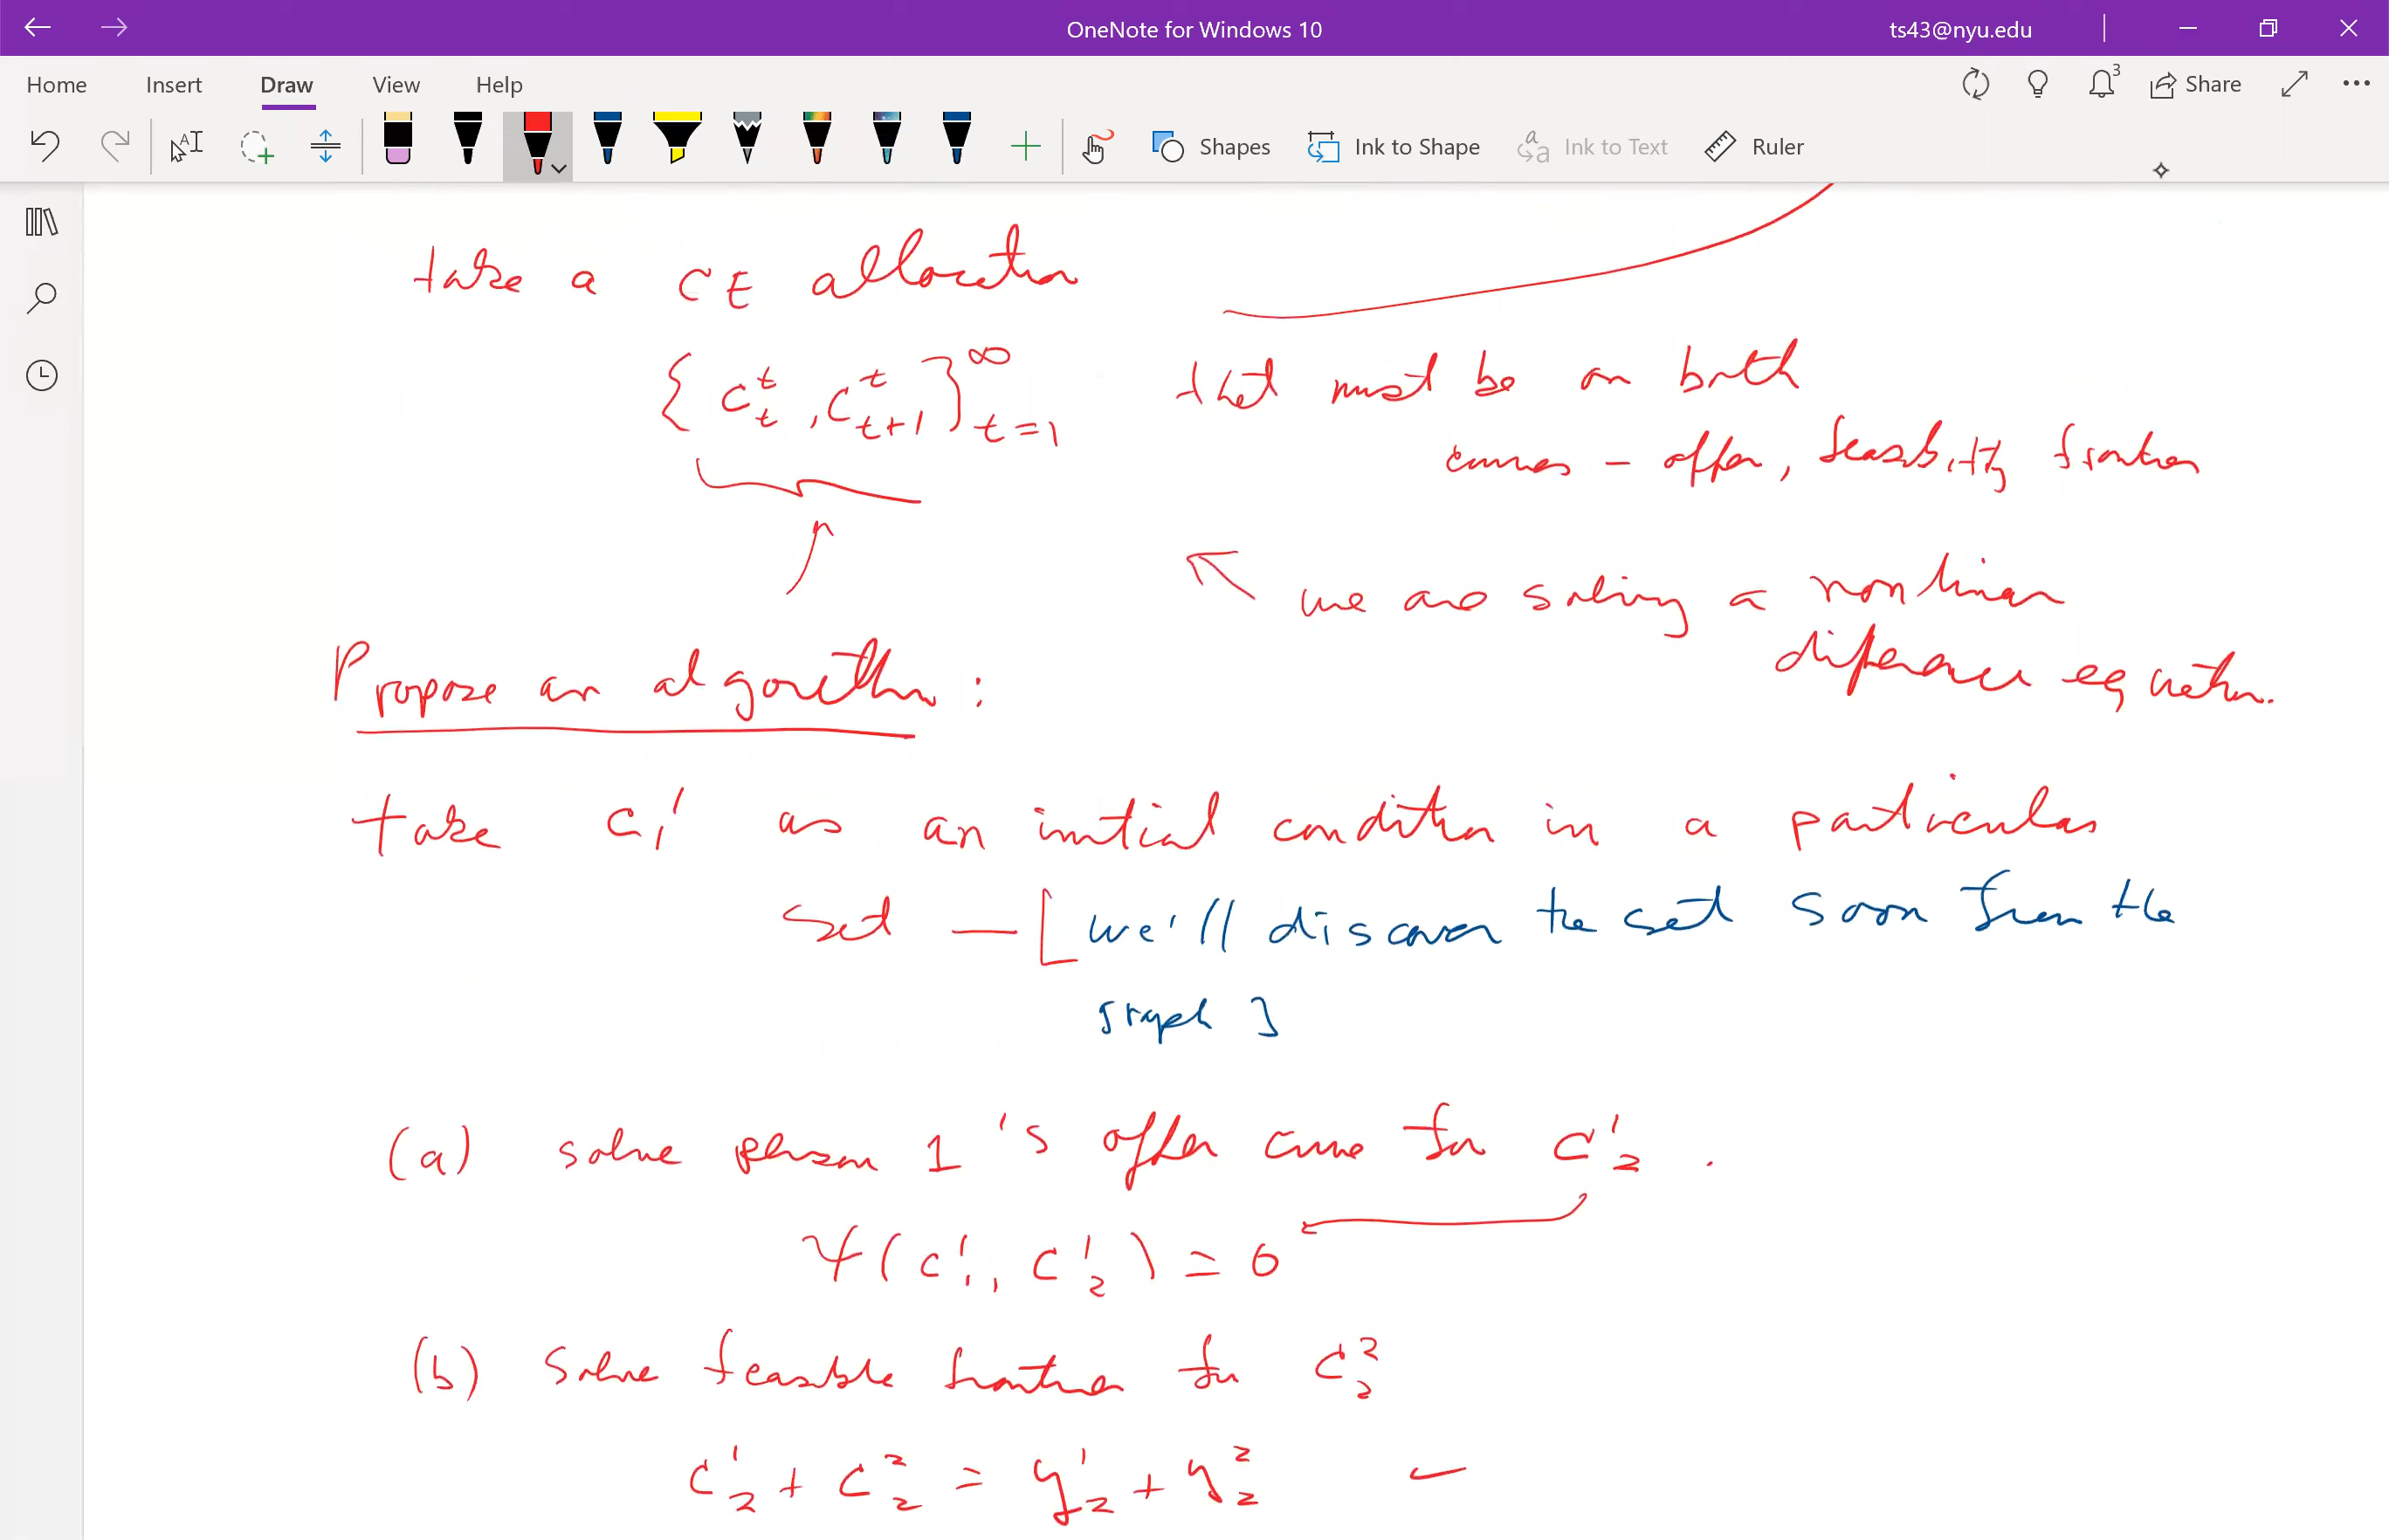 OneNote for Windows 10
ts43@nyu.edu
Home Insert Draw View Help
3 Share
Shapes Ink to Shape Ink to Text Ruler
take a CE allocation
{ c_t^t , c_{t+1}^t }_{t=1}^∞ that must be on both
curves - offer, feasibility frontier
we are solving a nonlinear
difference equation.
Propose an algorithm :
take c_1^1 as an initial condition in a particular
set — [ we'll discover the set soon from the
graph ]
(a) solve person 1's offer curve for c_2^1 .
ψ( c_1^1, c_2^1 ) = 0
(b) Solve feasible frontier for c_2^2
c_2^1 + c_2^2 = y_2^1 + y_2^2